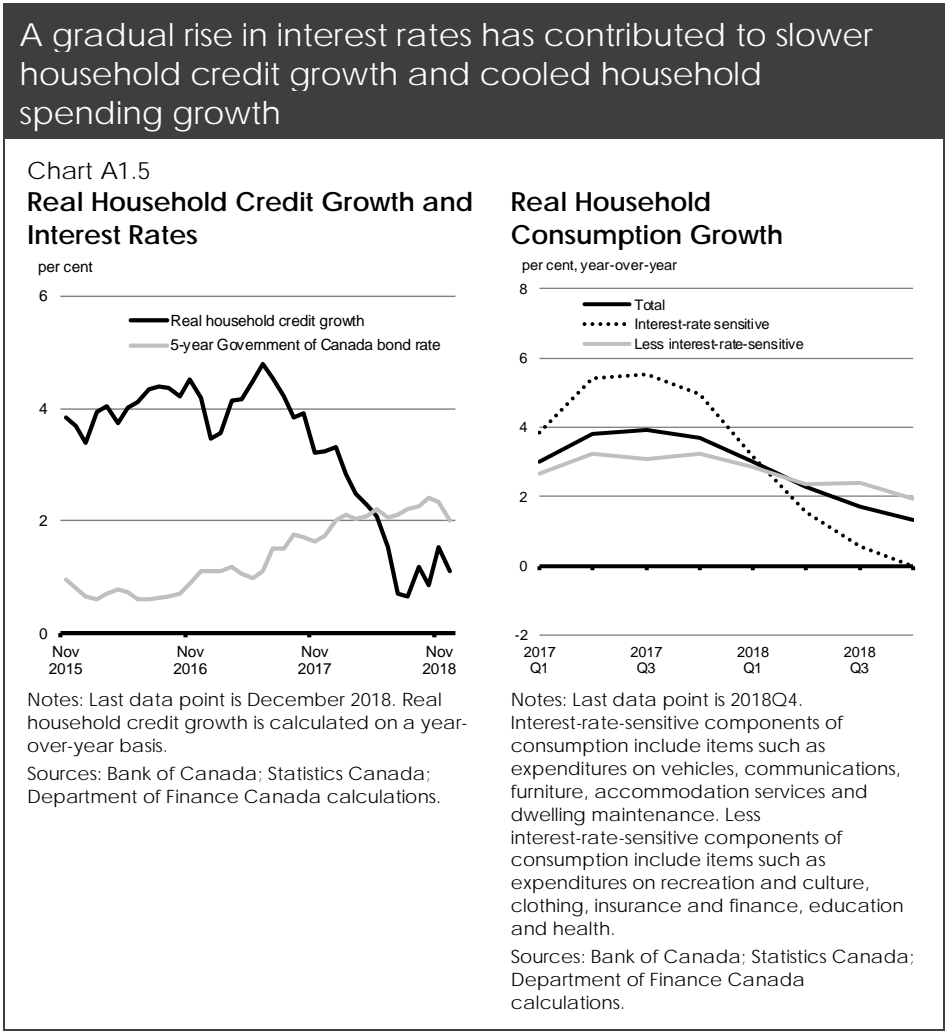 A gradual rise in interest rates has contributed to slower
household credit growth and cooled household
spending growth
Chart A1.5
Real Household Credit Growth and
Interest Rates
per cent
6
Real household credit growth
5-year Government of Canada bond rate
4
2
0
Nov
2015
Nov
2016
Nov
2017
Nov
2018
Notes: Last data point is December 2018. Real
household credit growth is calculated on a year-
over-year basis.
Sources: Bank of Canada; Statistics Canada;
Department of Finance Canada calculations.
Real Household
Consumption Growth
per cent, year-over-year
8
Total
Interest-rate sensitive
Less interest-rate-sensitive
6
4
2
0
-2
2017
Q1
2017
Q3
2018
Q1
2018
Q3
Notes: Last data point is 2018Q4.
Interest-rate-sensitive components of
consumption include items such as
expenditures on vehicles, communications,
furniture, accommodation services and
dwelling maintenance. Less
interest-rate-sensitive components of
consumption include items such as
expenditures on recreation and culture,
clothing, insurance and finance, education
and health.
Sources: Bank of Canada; Statistics Canada;
Department of Finance Canada
calculations.